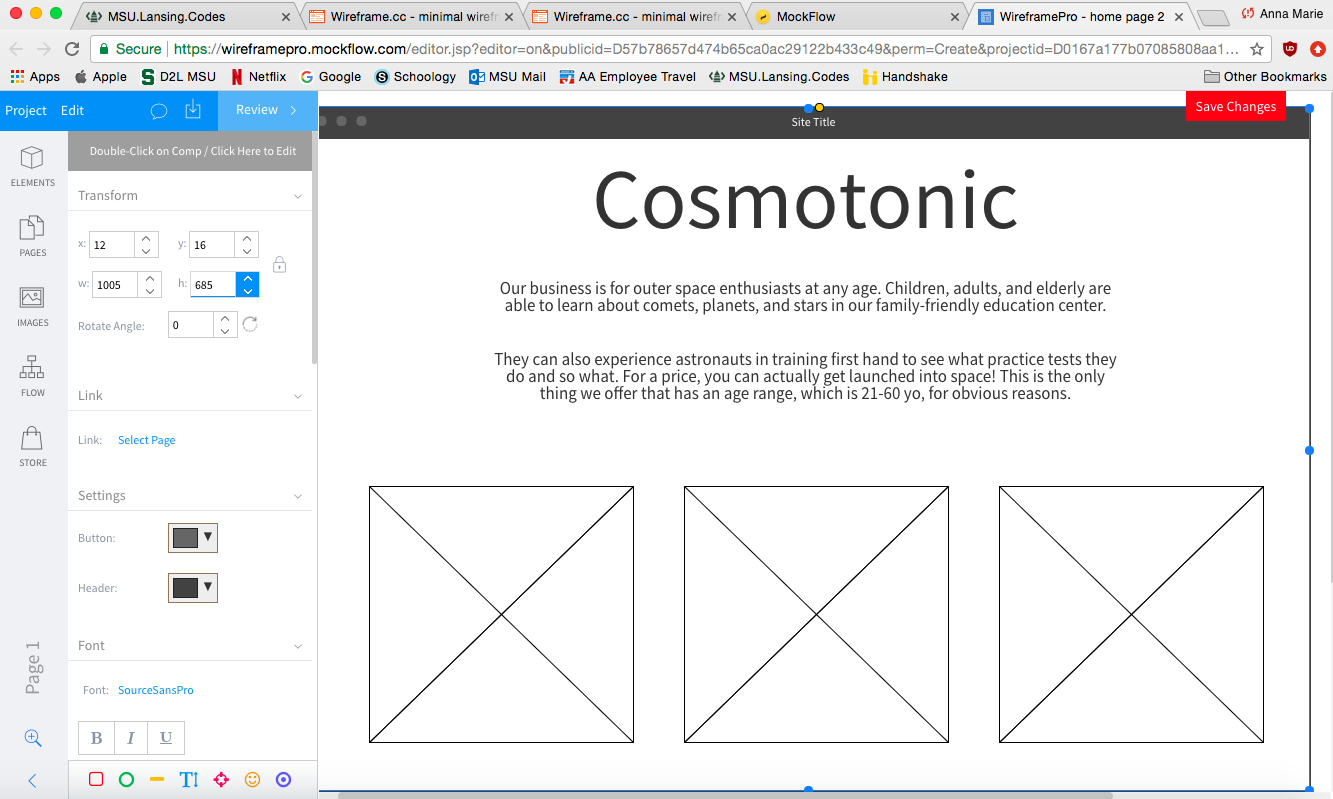 MSU.Lansing.Codes
Wireframe.cc - minimal wirefr
Wireframe.cc - minimal wirefr
MockFlow
WireframePro - home page 2
Anna Marie
Secure | https://wireframepro.mockflow.com/editor.jsp?editor=on&publicid=D57b78657d474b65ca0ac29122b433c49&perm=Create&projectid=D0167a177b07085808aa1...
Apps Apple D2L MSU Netflix Google Schoology MSU Mail AA Employee Travel MSU.Lansing.Codes Handshake Other Bookmarks
Project Edit Review
Save Changes
Site Title
Double-Click on Comp / Click Here to Edit
ELEMENTS
PAGES
IMAGES
FLOW
STORE
Page 1
Transform
x: 12 y: 16
w: 1005 h: 685
Rotate Angle: 0
Link
Link: Select Page
Settings
Button:
Header:
Font
Font: SourceSansPro
B I U
T
Cosmotonic
Our business is for outer space enthusiasts at any age. Children, adults, and elderly are
able to learn about comets, planets, and stars in our family-friendly education center.
They can also experience astronauts in training first hand to see what practice tests they
do and so what. For a price, you can actually get launched into space! This is the only
thing we offer that has an age range, which is 21-60 yo, for obvious reasons.